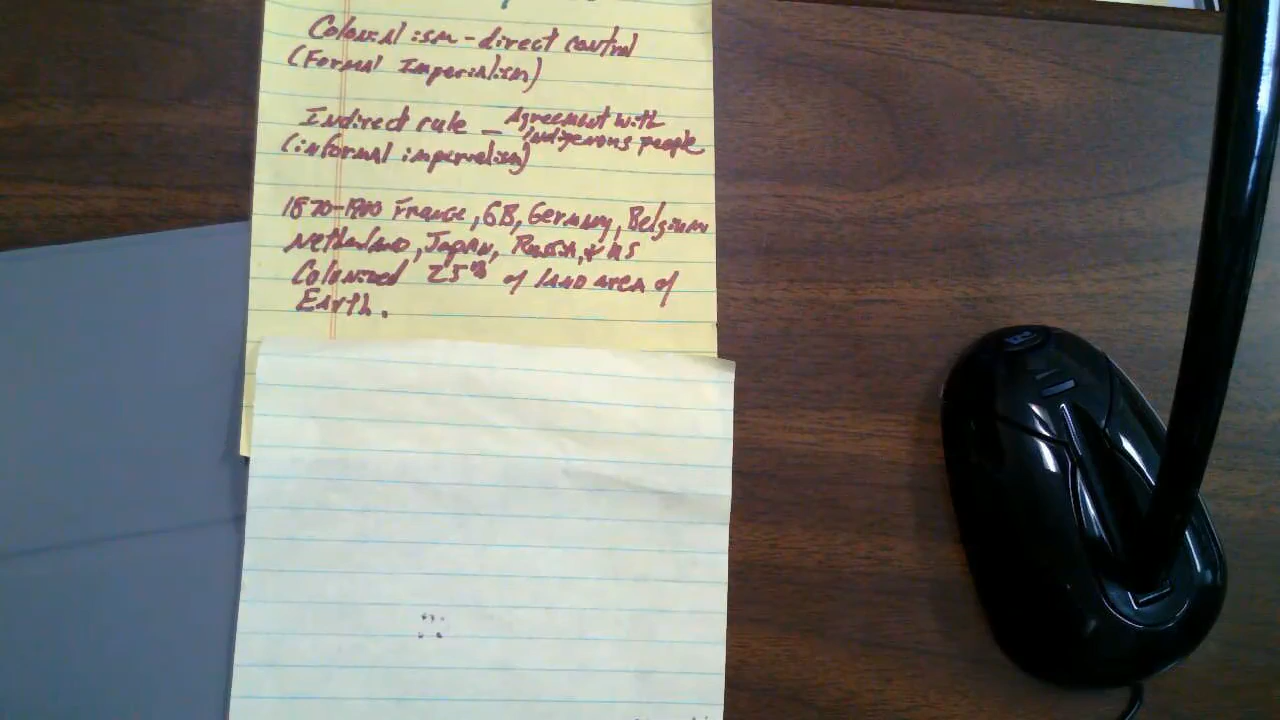 Colonialism - direct control
(Formal Imperialism)
Indirect rule - Agreement with
indigenous people
(informal imperialism)
1870-1900 France, GB, Germany, Belgium
Netherland, Japan, Russia, + US
Colonized 25% of land area of
Earth.